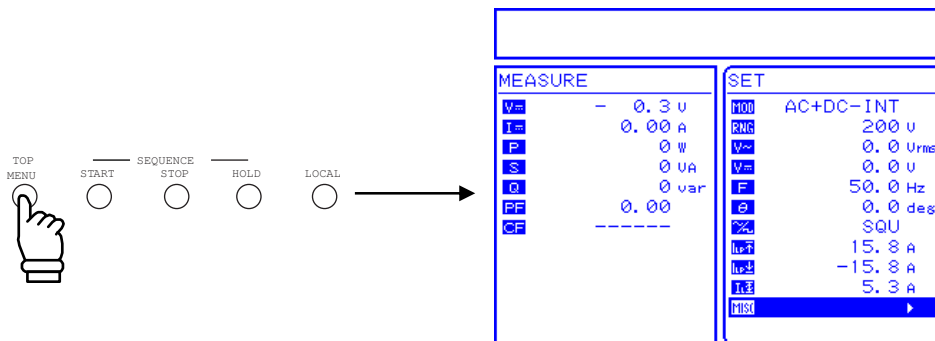 TOP
MENU
SEQUENCE
START
STOP
HOLD
LOCAL
MEASURE
V - 0.3 V
I 0.00 A
P 0 W
S 0 VA
Q 0 var
PF 0.00
CF ------
SET
MOD AC+DC-INT
RNG 200 V
V~ 0.0 Vrms
V 0.0 V
F 50.0 Hz
θ 0.0 deg
SQU
15.8 A
-15.8 A
5.3 A
MISC